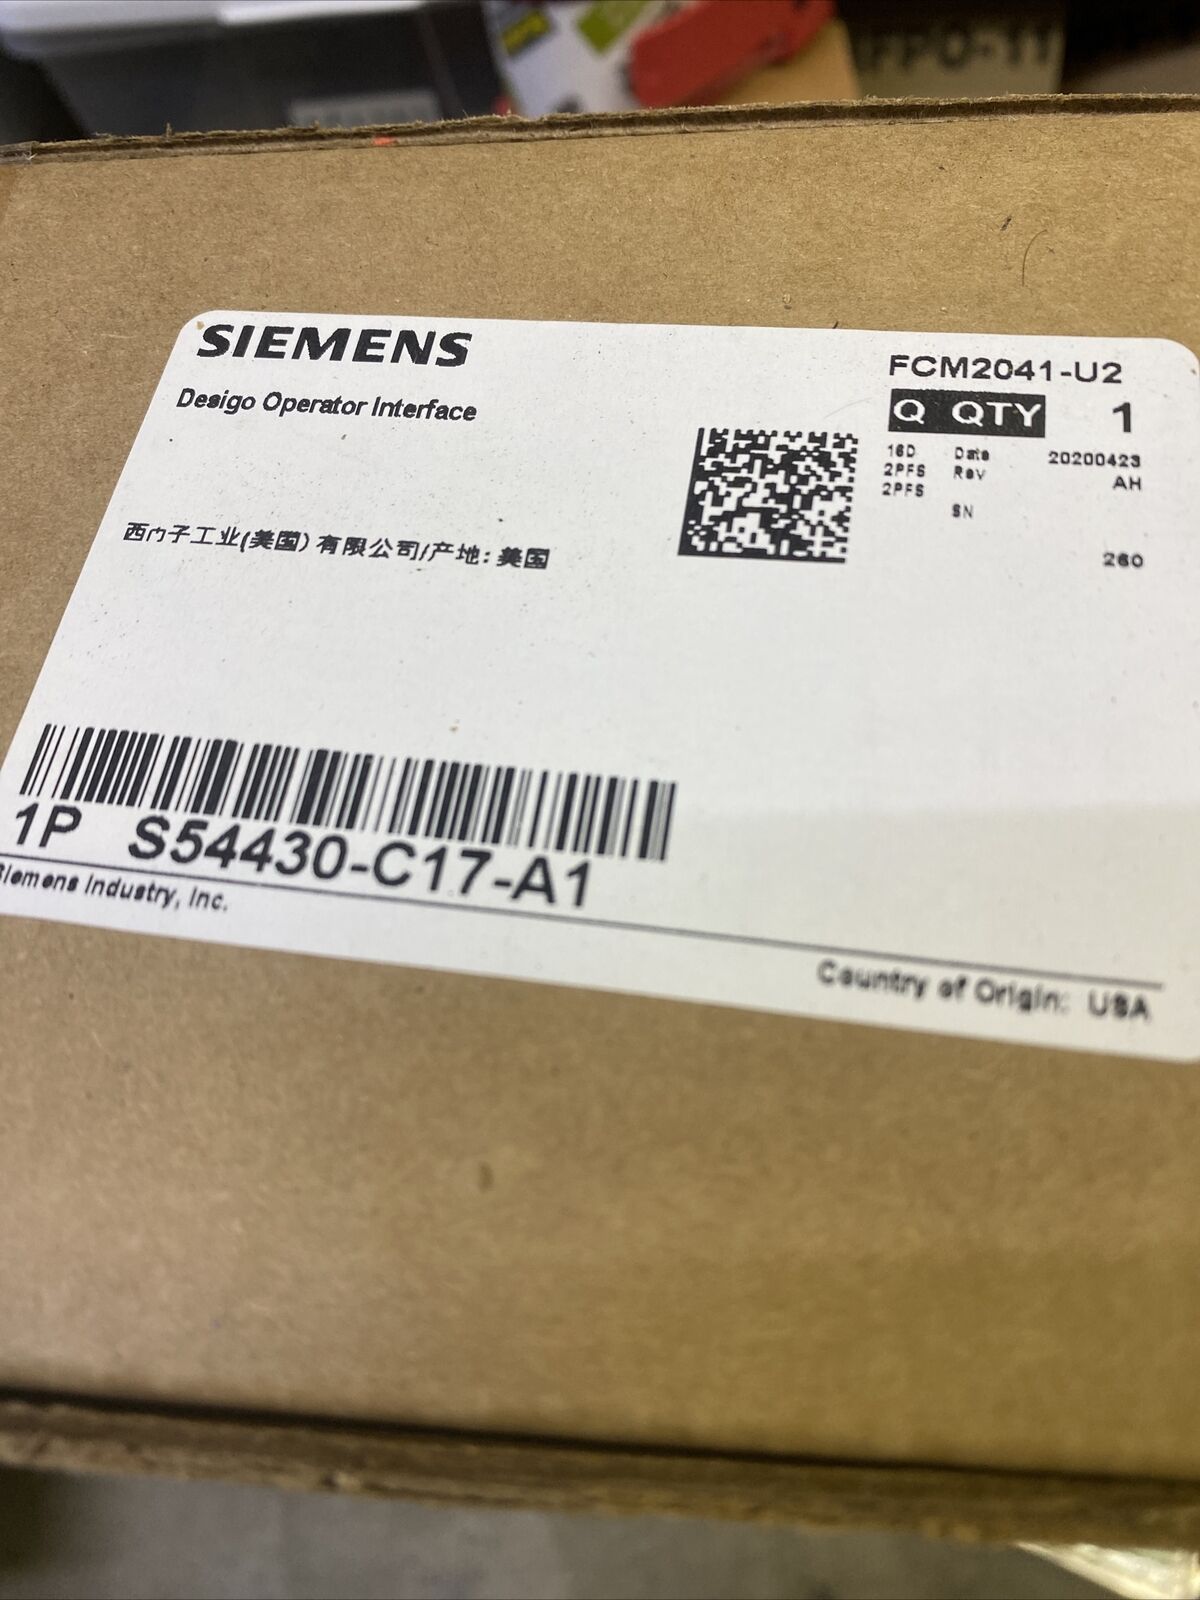 SIEMENS
Desigo Operator Interface
FCM2041-U2
Q QTY 1
16D Date 20200423
2PFS Rev AH
2PFS
SN
260
西门子工业(美国)有限公司/产地: 美国
1P S54430-C17-A1
Siemens Industry, Inc.
Country of Origin: USA